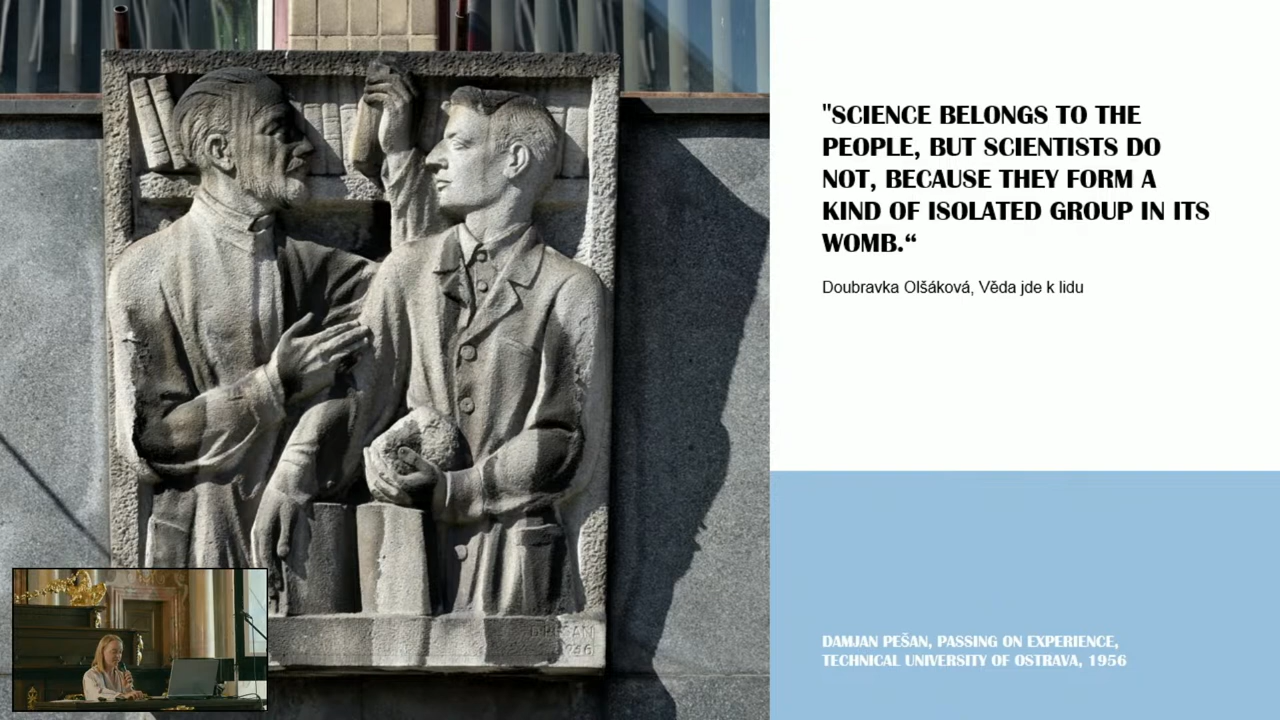 "SCIENCE BELONGS TO THE
PEOPLE, BUT SCIENTISTS DO
NOT, BECAUSE THEY FORM A
KIND OF ISOLATED GROUP IN ITS
WOMB.“
Doubravka Olšáková, Věda jde k lidu
DAMJAN PEŠAN, PASSING ON EXPERIENCE,
TECHNICAL UNIVERSITY OF OSTRAVA, 1956